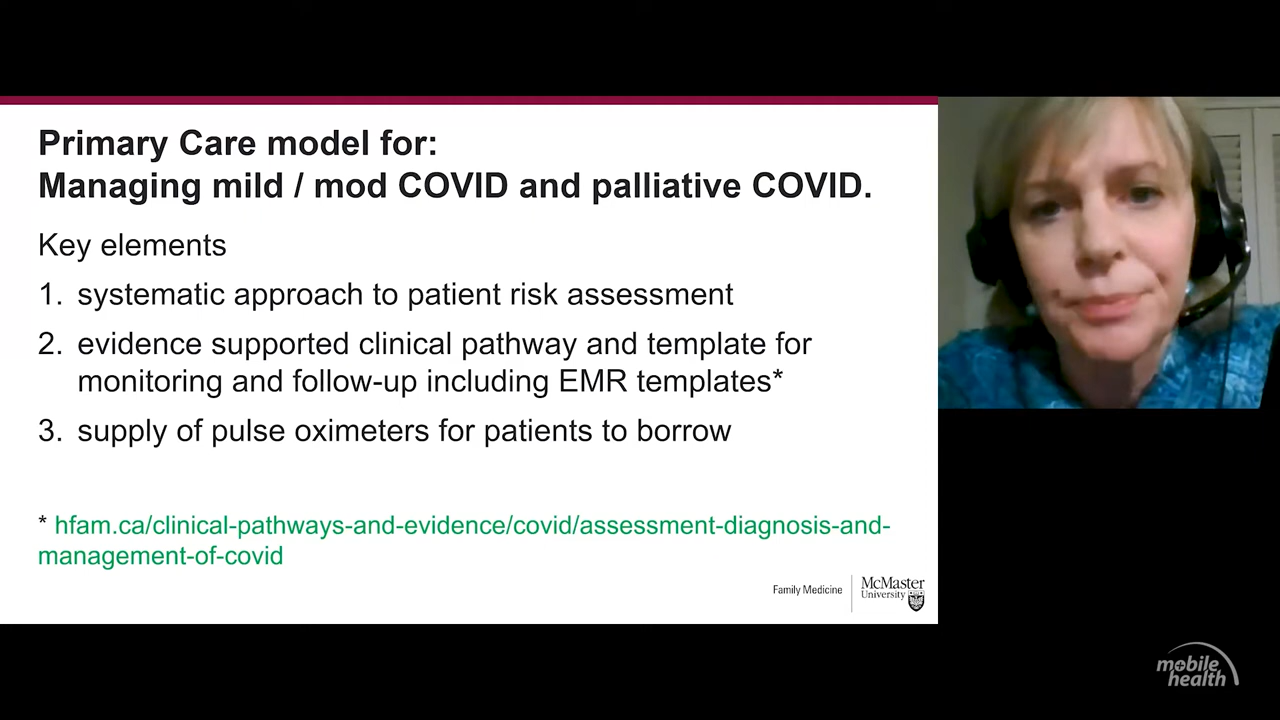 Primary Care model for:
Managing mild / mod COVID and palliative COVID.
Key elements
1. systematic approach to patient risk assessment
2. evidence supported clinical pathway and template for
monitoring and follow-up including EMR templates*
3. supply of pulse oximeters for patients to borrow
* hfam.ca/clinical-pathways-and-evidence/covid/assessment-diagnosis-and-
management-of-covid
Family Medicine
McMaster
University
mobile
health